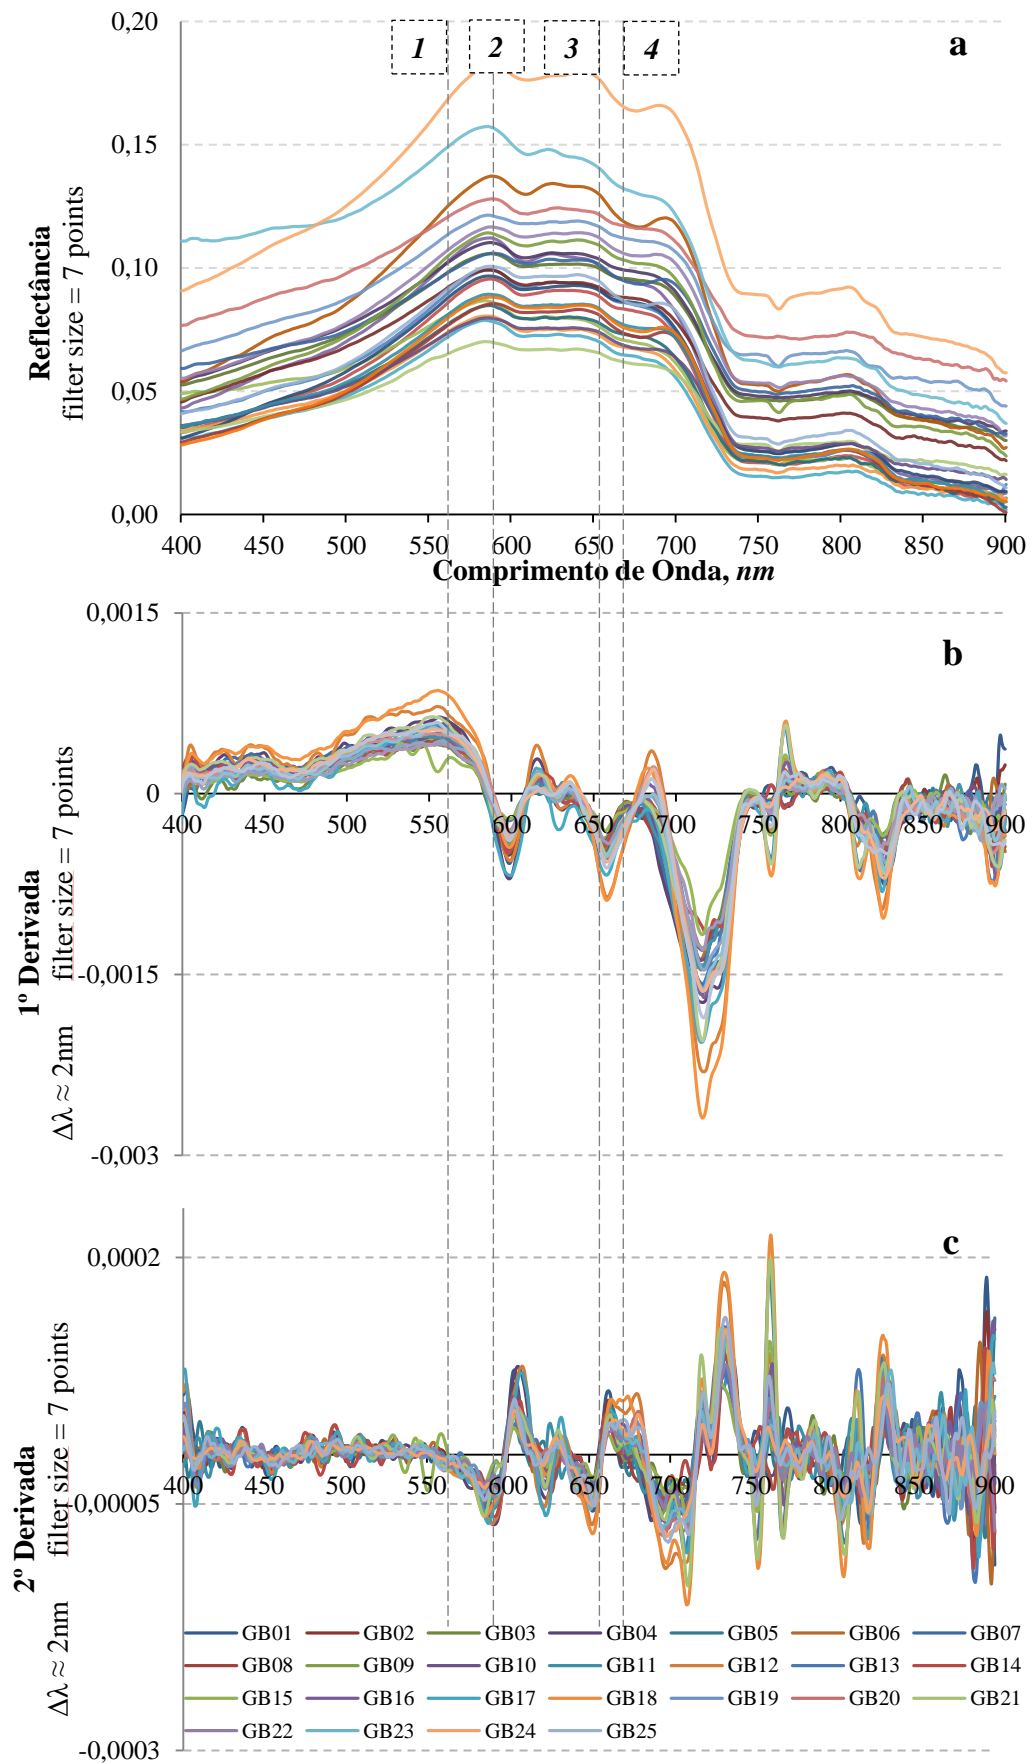 0,20
1 2 3 4
a
0,15
0,10
0,05
0,00
Reflectância
filter size = 7 points
400 450 500 550 600 650 700 750 800 850 900
Comprimento de Onda, nm
0,0015
b
0
-0,0015
-0,003
1º Derivada
Δλ ≈ 2nm filter size = 7 points
400 450 500 550 600 650 700 750 800 850 900
0,0002
c
-0,00005
-0,0003
2º Derivada
Δλ ≈ 2nm filter size = 7 points
400 450 500 550 600 650 700 750 800 850 900
GB01 GB02 GB03 GB04 GB05 GB06 GB07
GB08 GB09 GB10 GB11 GB12 GB13 GB14
GB15 GB16 GB17 GB18 GB19 GB20 GB21
GB22 GB23 GB24 GB25